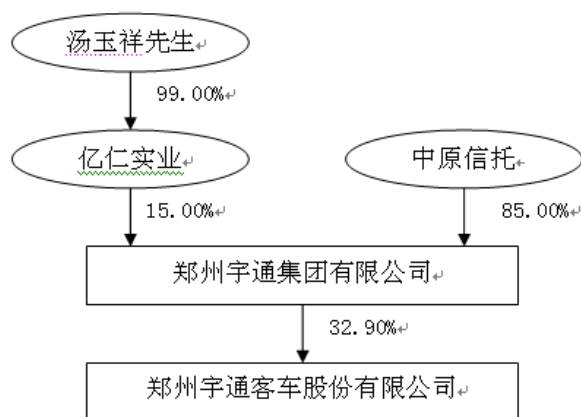 汤玉祥先生
99.00%
亿仁实业
中原信托
15.00%
85.00%
郑州宇通集团有限公司
32.90%
郑州宇通客车股份有限公司